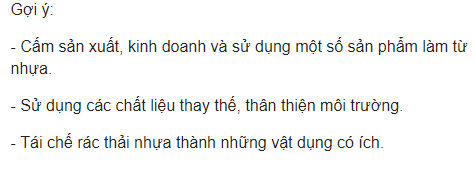 Gợi ý:
- Cấm sản xuất, kinh doanh và sử dụng một số sản phẩm làm từ
nhựa.
- Sử dụng các chất liệu thay thế, thân thiện môi trường.
- Tái chế rác thải nhựa thành những vật dụng có ích.